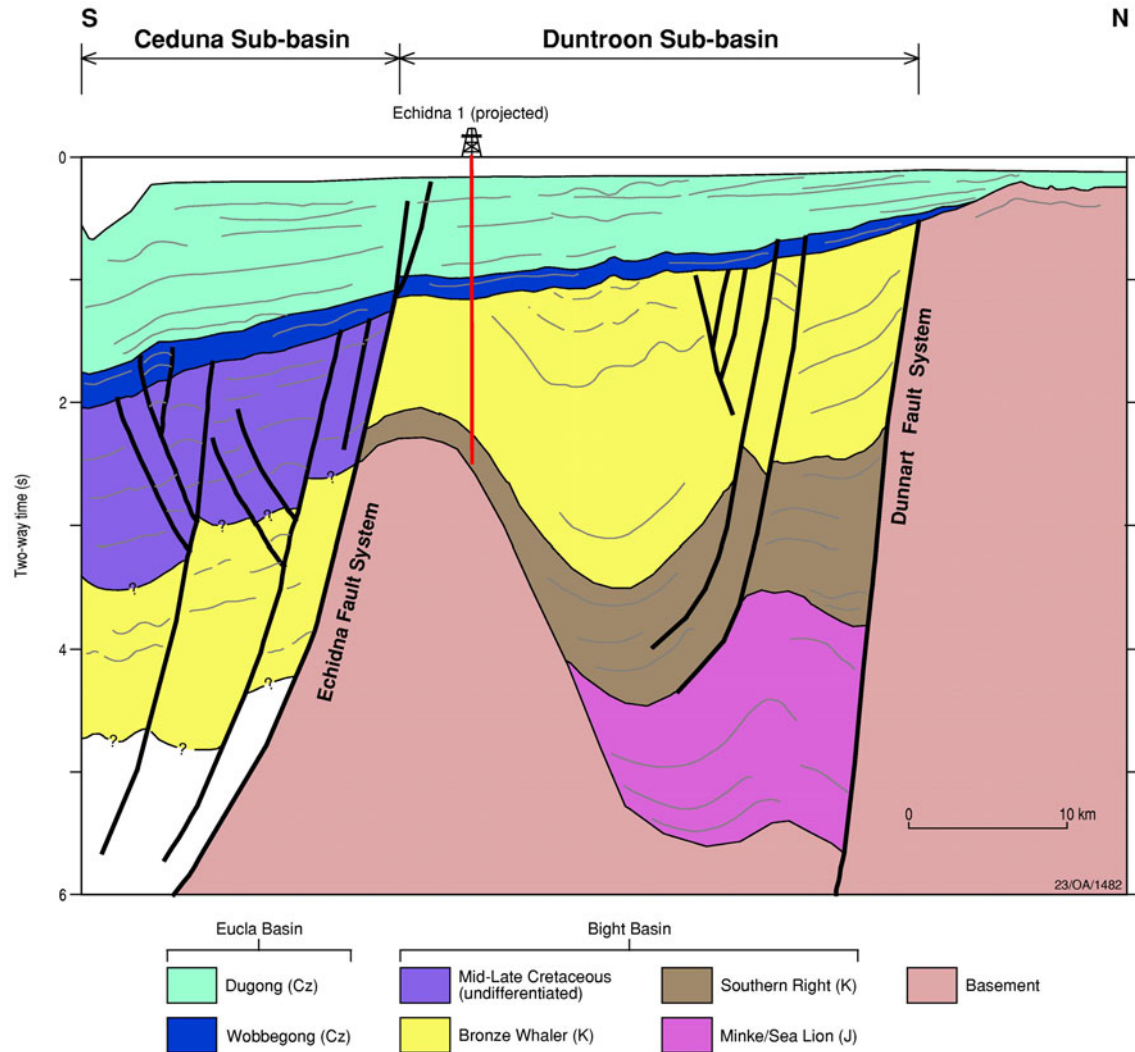 S
N
Ceduna Sub-basin
Duntroon Sub-basin
Echidna 1 (projected)
0
2
4
6
Two-way time (s)
Echidna Fault System
Dunnart Fault System
?
?
?
?
?
?
?
0
10 km
23/OA/1482
Eucla Basin
Bight Basin
Dugong (Cz)
Mid-Late Cretaceous
(undifferentiated)
Southern Right (K)
Basement
Wobbegong (Cz)
Bronze Whaler (K)
Minke/Sea Lion (J)